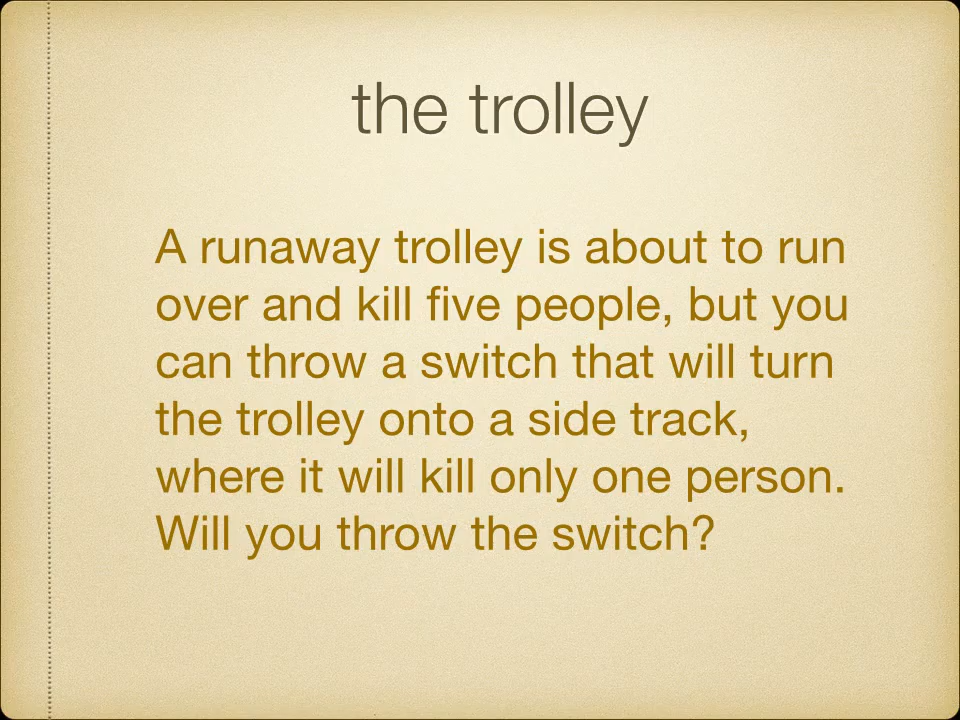 the trolley
A runaway trolley is about to run
over and kill five people, but you
can throw a switch that will turn
the trolley onto a side track,
where it will kill only one person.
Will you throw the switch?